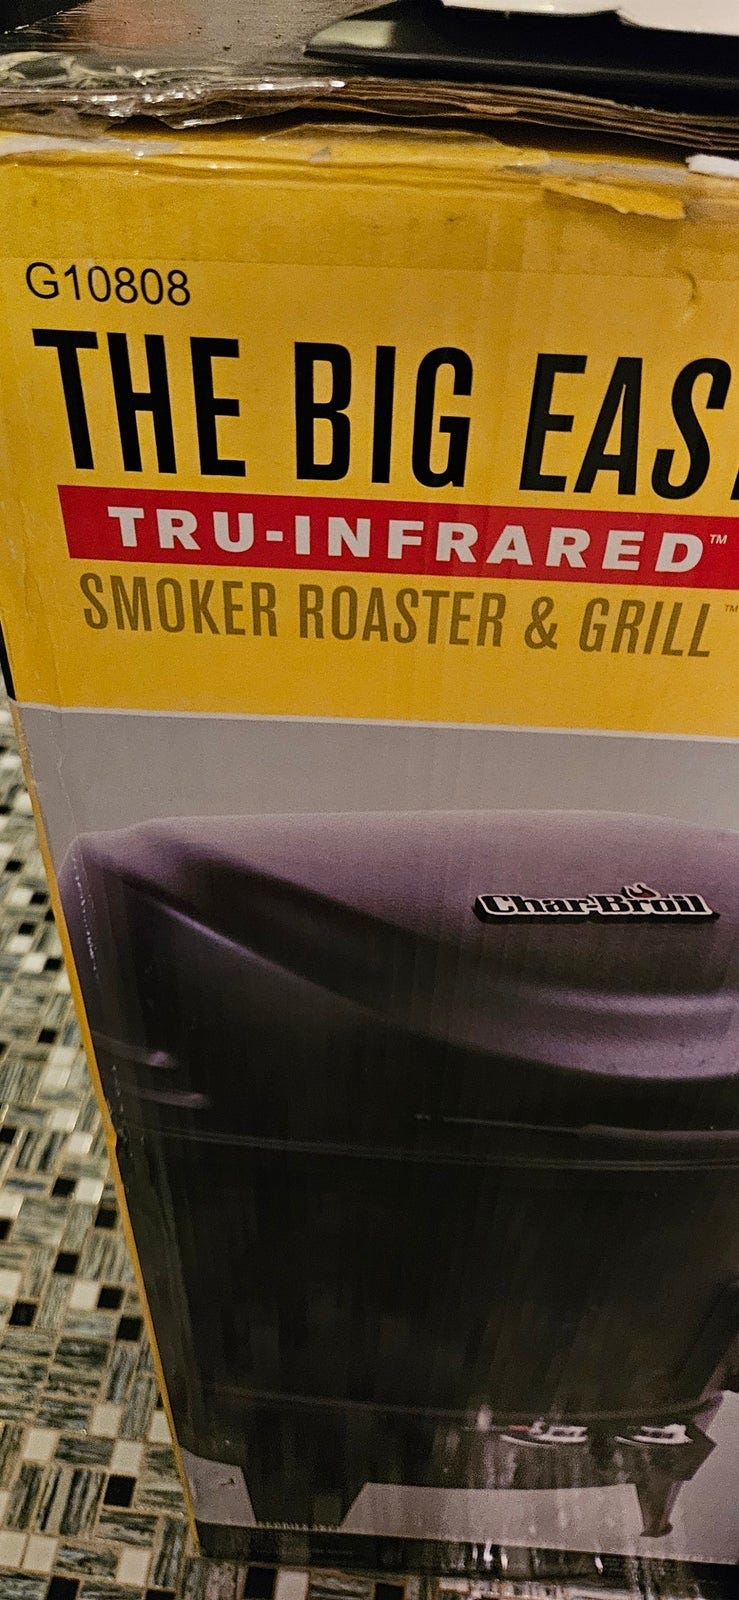 G10808
THE BIG EAS
TRU-INFRARED™
SMOKER ROASTER & GRILL™
Char-Broil